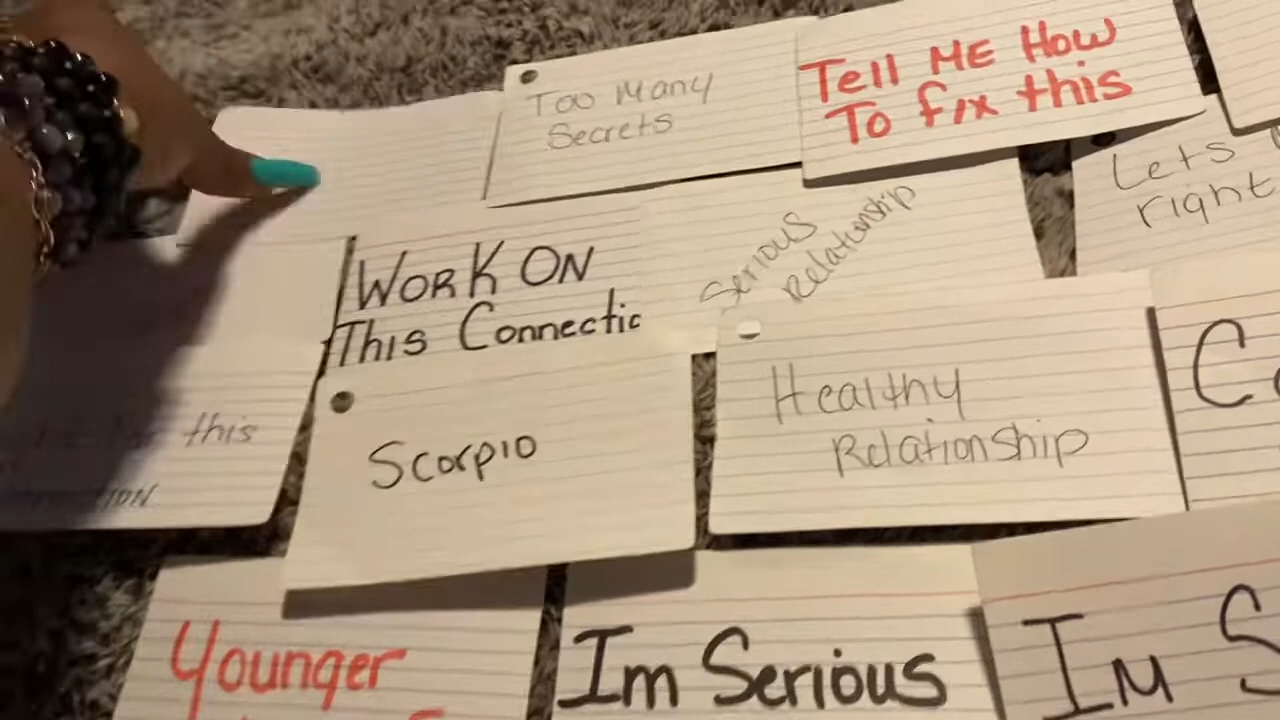 Too Many
Secrets
Tell ME How
To fix this
Lets
right
Serious
Relationship
Work On
This Connectio
Healthy
Relationship
Scorpio
this
Younger
Im Serious
Im S